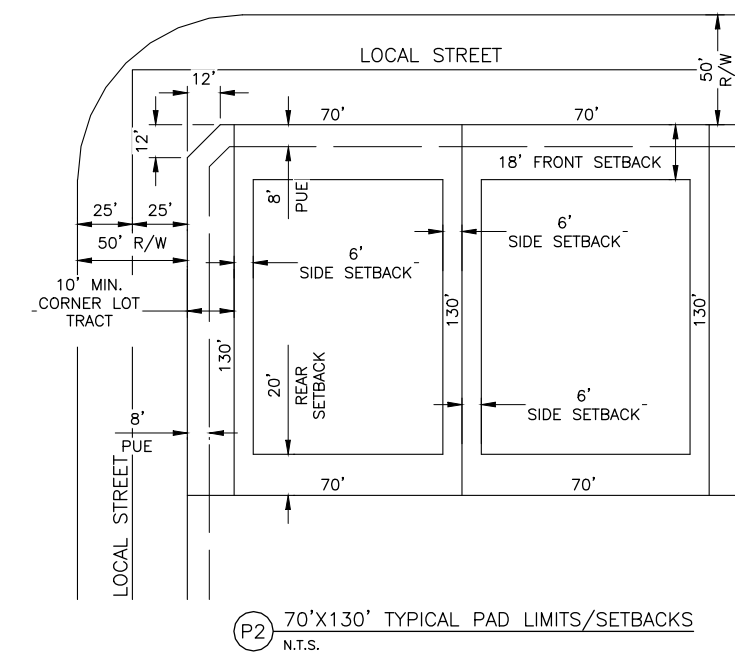 LOCAL STREET
50'
R/W
12'
12'
70'
70'
18' FRONT SETBACK
8'
PUE
25'
25'
50' R/W
6'
SIDE SETBACK
6'
SIDE SETBACK
10' MIN.
CORNER LOT
TRACT
130'
130'
130'
20'
REAR
SETBACK
6'
SIDE SETBACK
8'
PUE
LOCAL STREET
70'
70'
P2
70'X130' TYPICAL PAD LIMITS/SETBACKS
N.T.S.